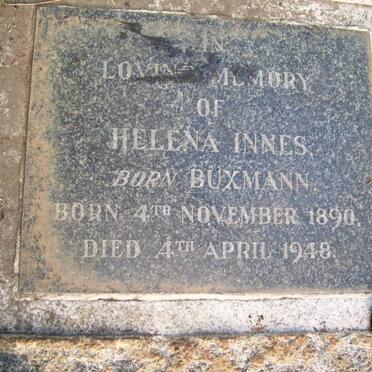 IN
LOVING MEMORY
OF
HELENA INNES,
BORN BUXMANN.
BORN 4TH NOVEMBER 1890,
DIED 4TH APRIL 1948.